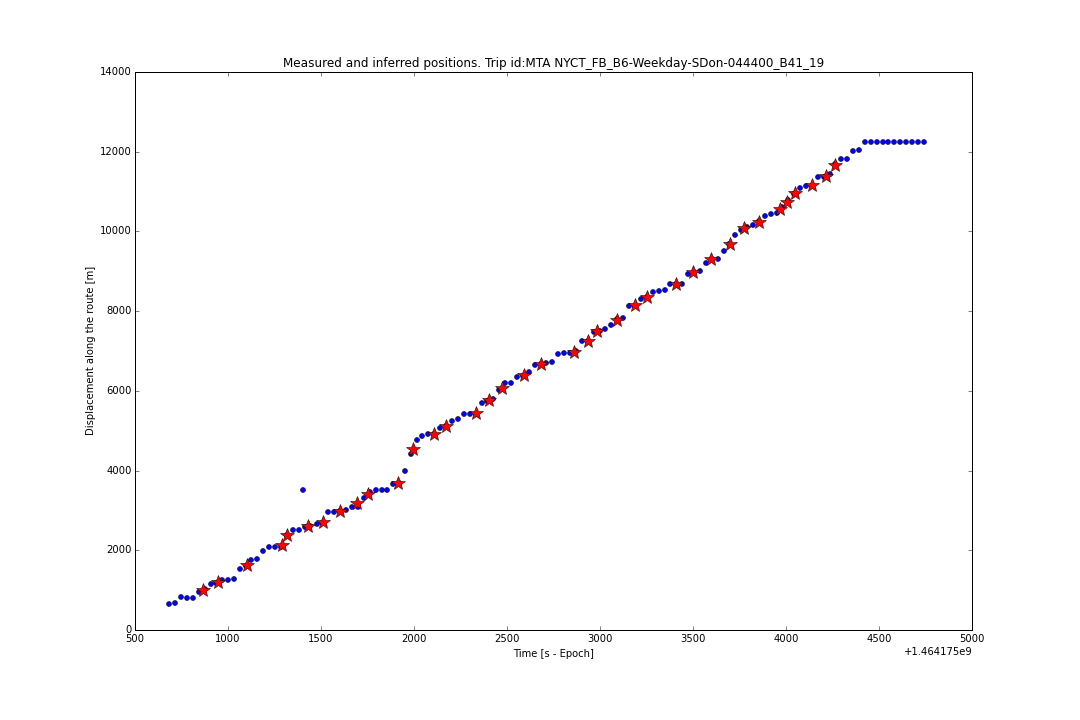 Measured and inferred positions. Trip id:MTA NYCT_FB_B6-Weekday-SDon-044400_B41_19
14000
12000
10000
8000
6000
4000
2000
0
Displacement along the route [m]
500 1000 1500 2000 2500 3000 3500 4000 4500 5000
Time [s - Epoch]
+1.464175e9